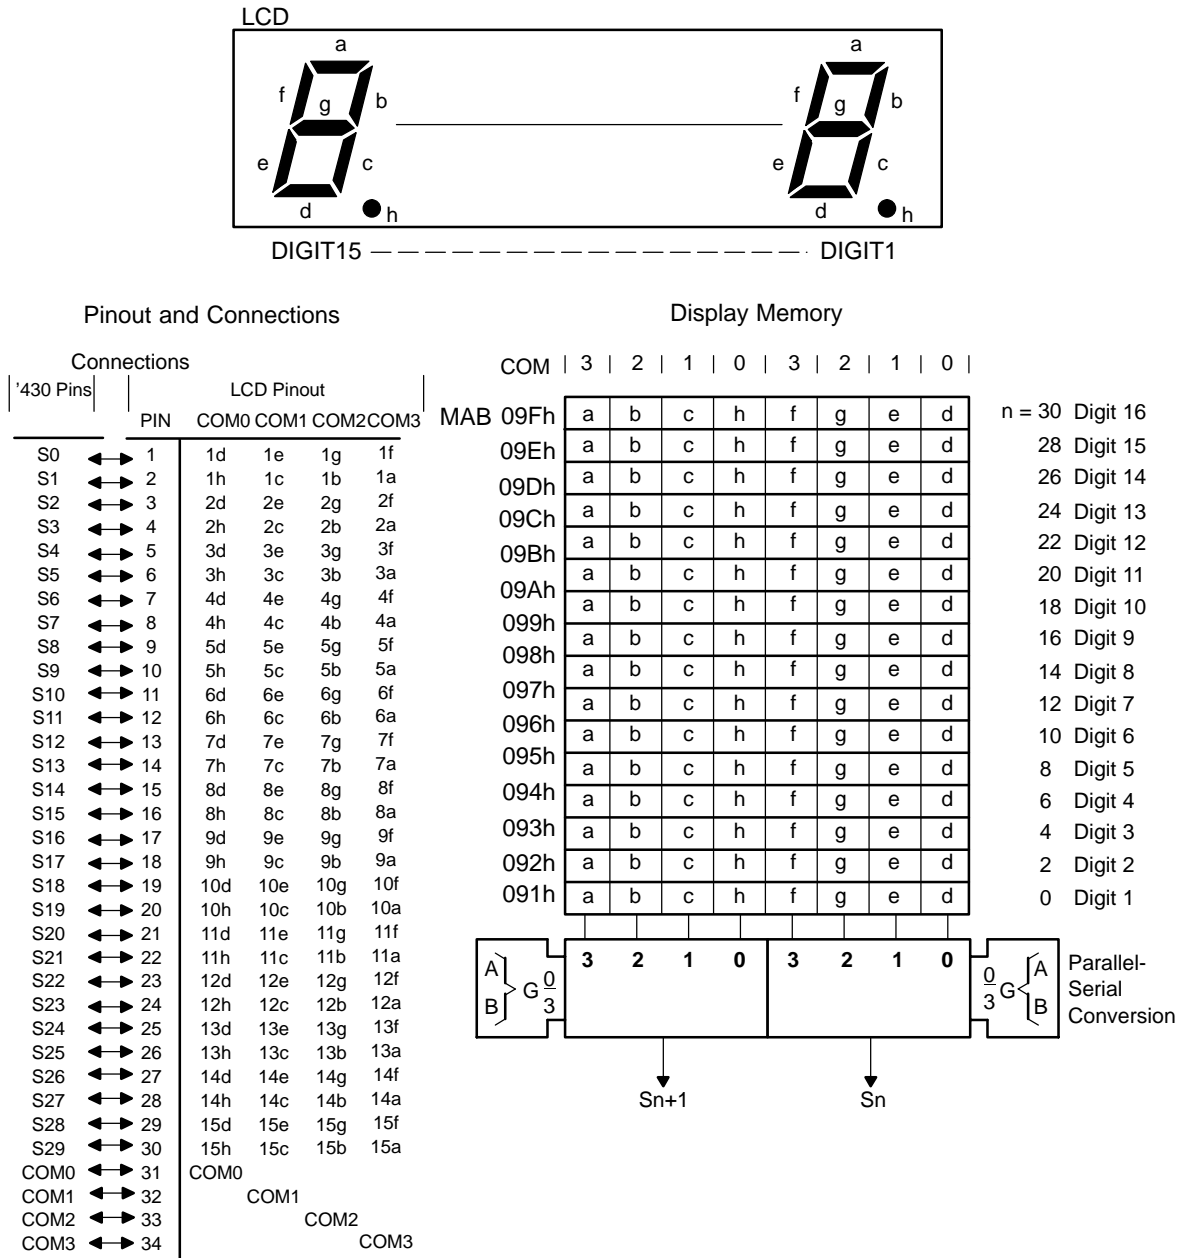 LCD
a a
f g b f g b
e c e c
d h d h
DIGIT15 DIGIT1
Pinout and Connections
Connections
'430 Pins LCD Pinout
PIN COM0 COM1 COM2 COM3
S0 1 1d 1e 1g 1f
S1 2 1h 1c 1b 1a
S2 3 2d 2e 2g 2f
S3 4 2h 2c 2b 2a
S4 5 3d 3e 3g 3f
S5 6 3h 3c 3b 3a
S6 7 4d 4e 4g 4f
S7 8 4h 4c 4b 4a
S8 9 5d 5e 5g 5f
S9 10 5h 5c 5b 5a
S10 11 6d 6e 6g 6f
S11 12 6h 6c 6b 6a
S12 13 7d 7e 7g 7f
S13 14 7h 7c 7b 7a
S14 15 8d 8e 8g 8f
S15 16 8h 8c 8b 8a
S16 17 9d 9e 9g 9f
S17 18 9h 9c 9b 9a
S18 19 10d 10e 10g 10f
S19 20 10h 10c 10b 10a
S20 21 11d 11e 11g 11f
S21 22 11h 11c 11b 11a
S22 23 12d 12e 12g 12f
S23 24 12h 12c 12b 12a
S24 25 13d 13e 13g 13f
S25 26 13h 13c 13b 13a
S26 27 14d 14e 14g 14f
S27 28 14h 14c 14b 14a
S28 29 15d 15e 15g 15f
S29 30 15h 15c 15b 15a
COM0 31 COM0
COM1 32 COM1
COM2 33 COM2
COM3 34 COM3
Display Memory
COM | 3 | 2 | 1 | 0 | 3 | 2 | 1 | 0 |
MAB 09Fh a b c h f g e d n = 30 Digit 16
09Eh a b c h f g e d 28 Digit 15
09Dh a b c h f g e d 26 Digit 14
09Ch a b c h f g e d 24 Digit 13
09Bh a b c h f g e d 22 Digit 12
a b c h f g e d 20 Digit 11
09Ah a b c h f g e d 18 Digit 10
099h a b c h f g e d 16 Digit 9
098h a b c h f g e d 14 Digit 8
097h a b c h f g e d 12 Digit 7
096h a b c h f g e d 10 Digit 6
095h a b c h f g e d 8 Digit 5
094h a b c h f g e d 6 Digit 4
093h a b c h f g e d 4 Digit 3
092h a b c h f g e d 2 Digit 2
091h a b c h f g e d 0 Digit 1
A B G 0 3 3 2 1 0 3 2 1 0 0 3 G A B
Parallel-
Serial
Conversion
Sn+1 Sn